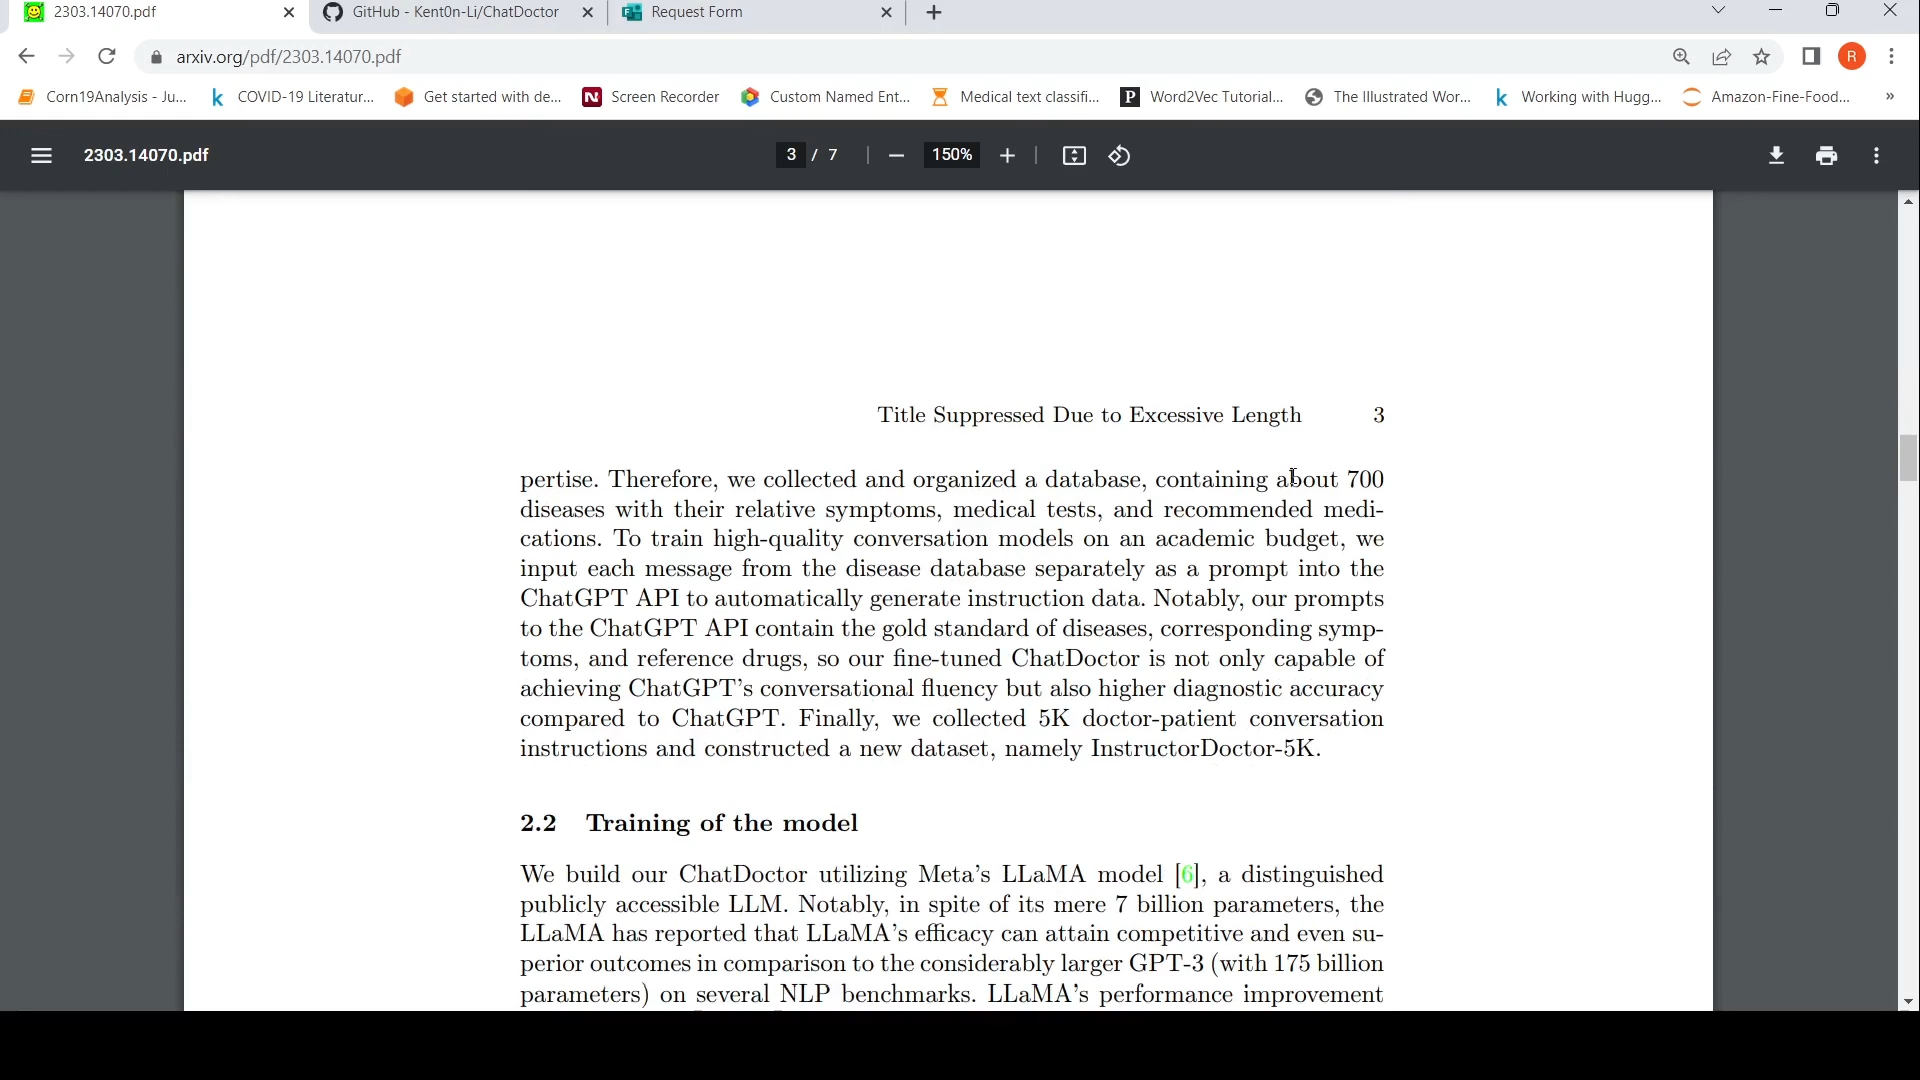 2303.14070.pdf
GitHub - Kent0n-Li/ChatDoctor
Request Form
arxiv.org/pdf/2303.14070.pdf
R
Corn19Analysis - Ju...
COVID-19 Literatur...
Get started with de...
Screen Recorder
Custom Named Ent...
Medical text classifi...
Word2Vec Tutorial...
The Illustrated Wor...
Working with Hugg...
Amazon-Fine-Food...
»
2303.14070.pdf
3 / 7
150%
Title Suppressed Due to Excessive Length 3
pertise. Therefore, we collected and organized a database, containing about 700
diseases with their relative symptoms, medical tests, and recommended medi-
cations. To train high-quality conversation models on an academic budget, we
input each message from the disease database separately as a prompt into the
ChatGPT API to automatically generate instruction data. Notably, our prompts
to the ChatGPT API contain the gold standard of diseases, corresponding symp-
toms, and reference drugs, so our fine-tuned ChatDoctor is not only capable of
achieving ChatGPT's conversational fluency but also higher diagnostic accuracy
compared to ChatGPT. Finally, we collected 5K doctor-patient conversation
instructions and constructed a new dataset, namely InstructorDoctor-5K.
2.2 Training of the model
We build our ChatDoctor utilizing Meta's LLaMA model [6], a distinguished
publicly accessible LLM. Notably, in spite of its mere 7 billion parameters, the
LLaMA has reported that LLaMA's efficacy can attain competitive and even su-
perior outcomes in comparison to the considerably larger GPT-3 (with 175 billion
parameters) on several NLP benchmarks. LLaMA's performance improvement